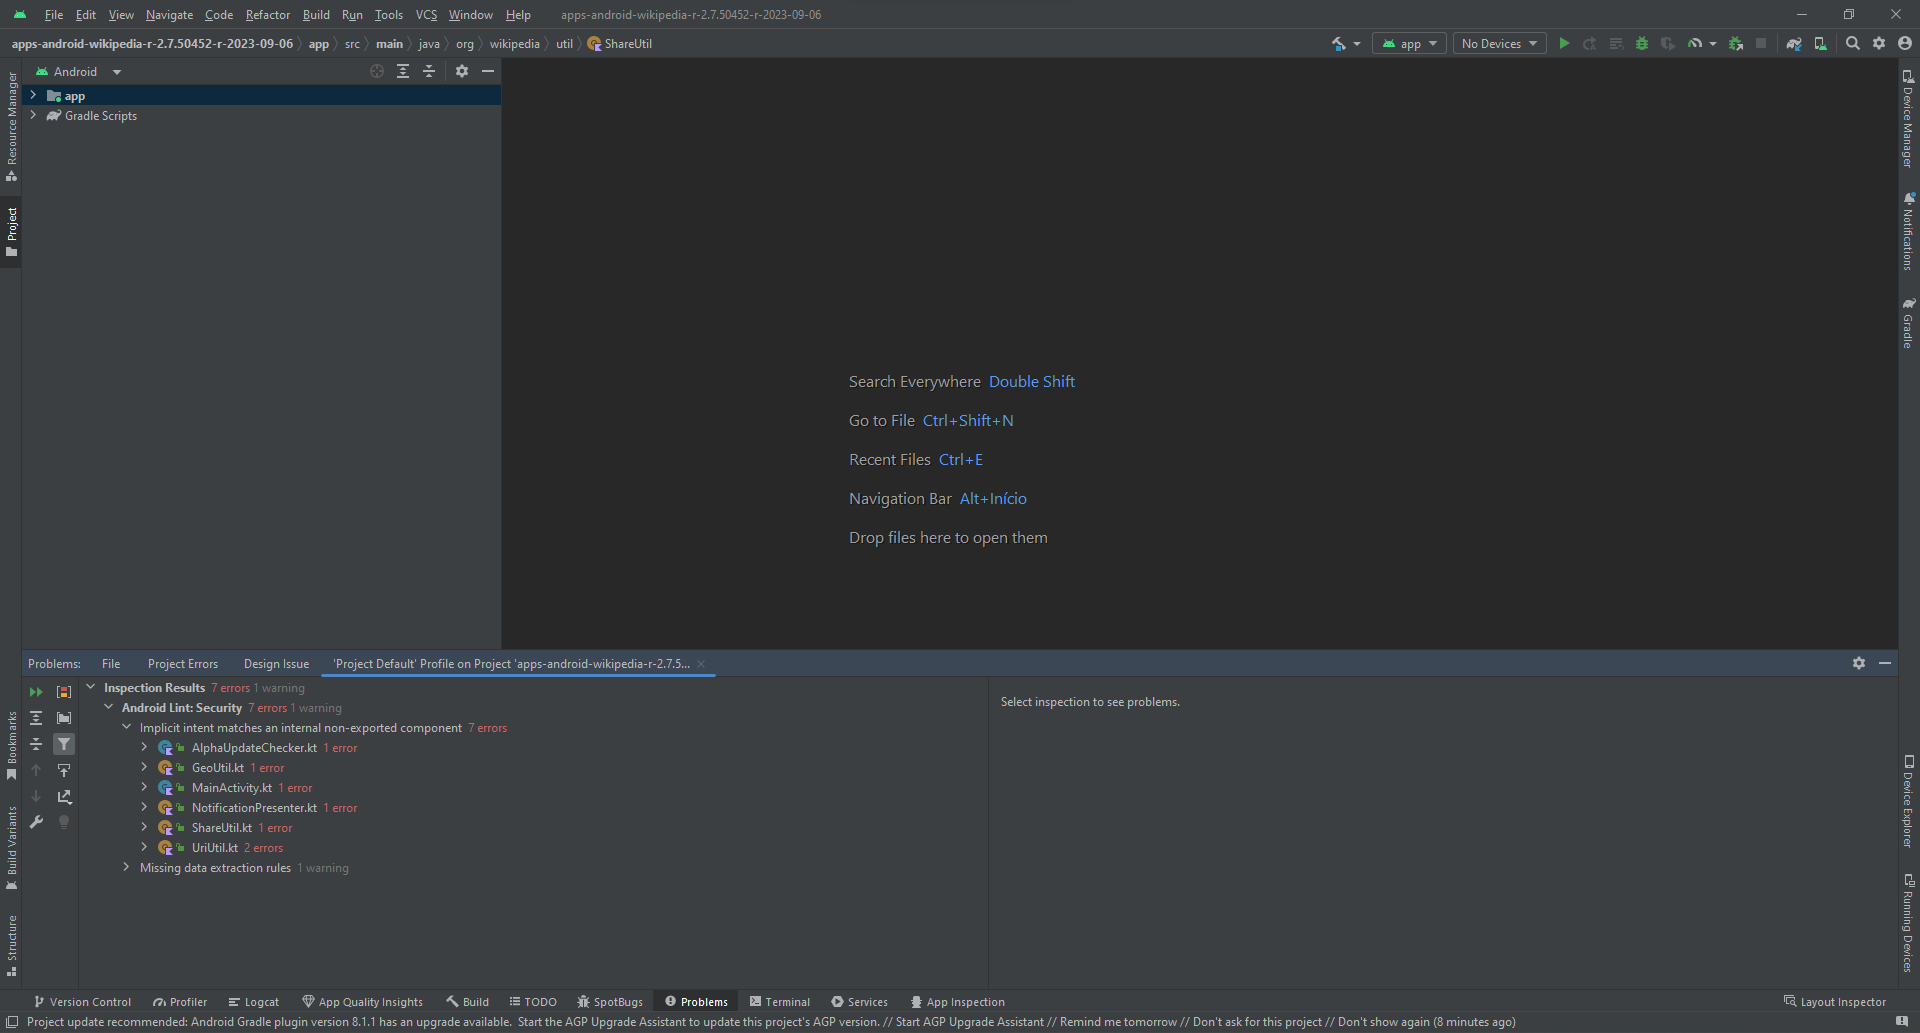 File Edit View Navigate Code Refactor Build Run Tools VCS Window Help apps-android-wikipedia-r-2.7.50452-r-2023-09-06
apps-android-wikipedia-r-2.7.50452-r-2023-09-06 app src main java org wikipedia util ShareUtil app No Devices
Android
app
Gradle Scripts
Resource Manager
Project
Bookmarks
Build Variants
Structure
Search Everywhere Double Shift
Go to File Ctrl+Shift+N
Recent Files Ctrl+E
Navigation Bar Alt+Início
Drop files here to open them
Device Manager
Notifications
Gradle
Device Explorer
Running Devices
Problems: File Project Errors Design Issue 'Project Default' Profile on Project 'apps-android-wikipedia-r-2.7.5...
Inspection Results 7 errors 1 warning
Android Lint: Security 7 errors 1 warning
Implicit intent matches an internal non-exported component 7 errors
AlphaUpdateChecker.kt 1 error
GeoUtil.kt 1 error
MainActivity.kt 1 error
NotificationPresenter.kt 1 error
ShareUtil.kt 1 error
UriUtil.kt 2 errors
Missing data extraction rules 1 warning
Select inspection to see problems.
Version Control Profiler Logcat App Quality Insights Build TODO SpotBugs Problems Terminal Services App Inspection Layout Inspector
Project update recommended: Android Gradle plugin version 8.1.1 has an upgrade available. Start the AGP Upgrade Assistant to update this project's AGP version. // Start AGP Upgrade Assistant // Remind me tomorrow // Don't ask for this project // Don't show again (8 minutes ago)